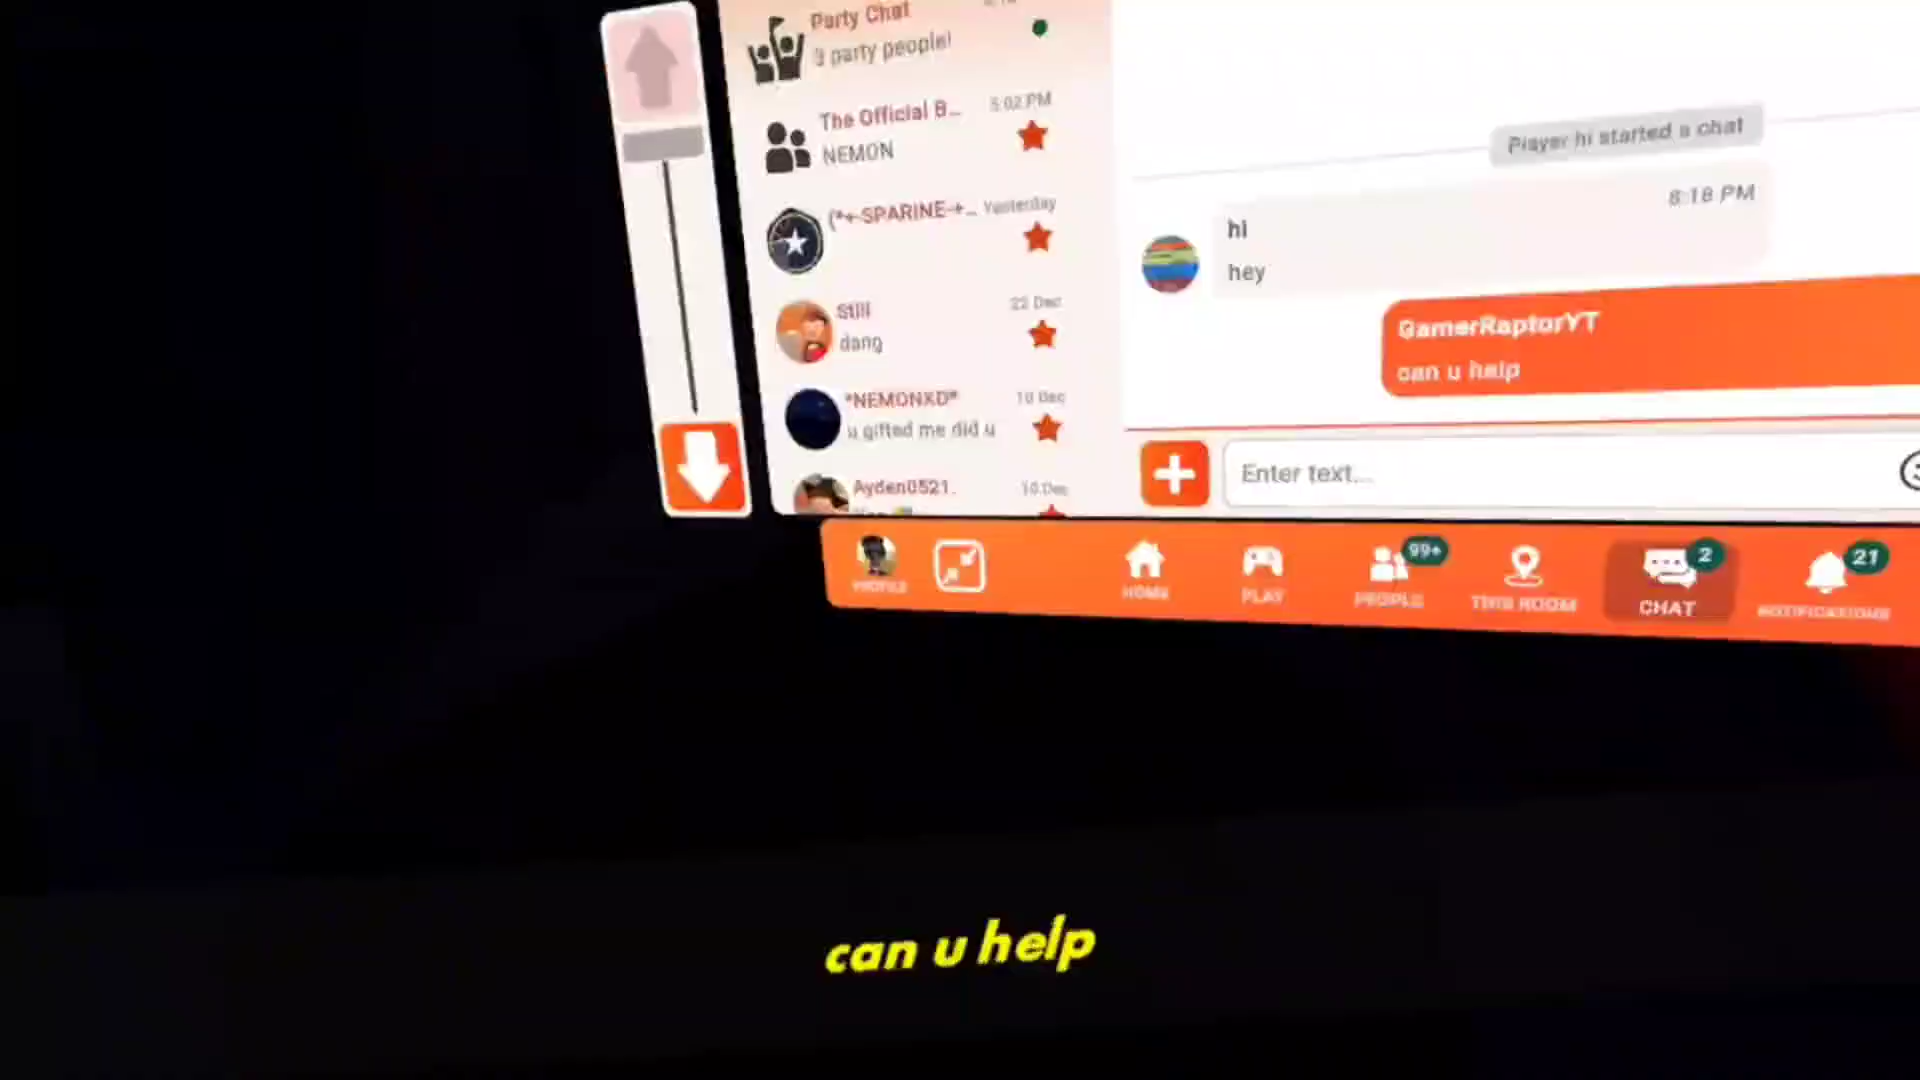 Party Chat
3 party people!
The Official B... 5:02 PM
NEMON
(*+-SPARINE-+... Yesterday
Still 22 Dec
dang
*NEMONXD* 10 Dec
u gifted me did u
Ayden0521. 10 Dec
Player hi started a chat
8:18 PM
hi
hey
GamerRaptorYT
can u help
Enter text...
PROFILE
HOME
PLAY
99+
PEOPLE
THIS ROOM
2
CHAT
21
NOTIFICATIONS
can u help